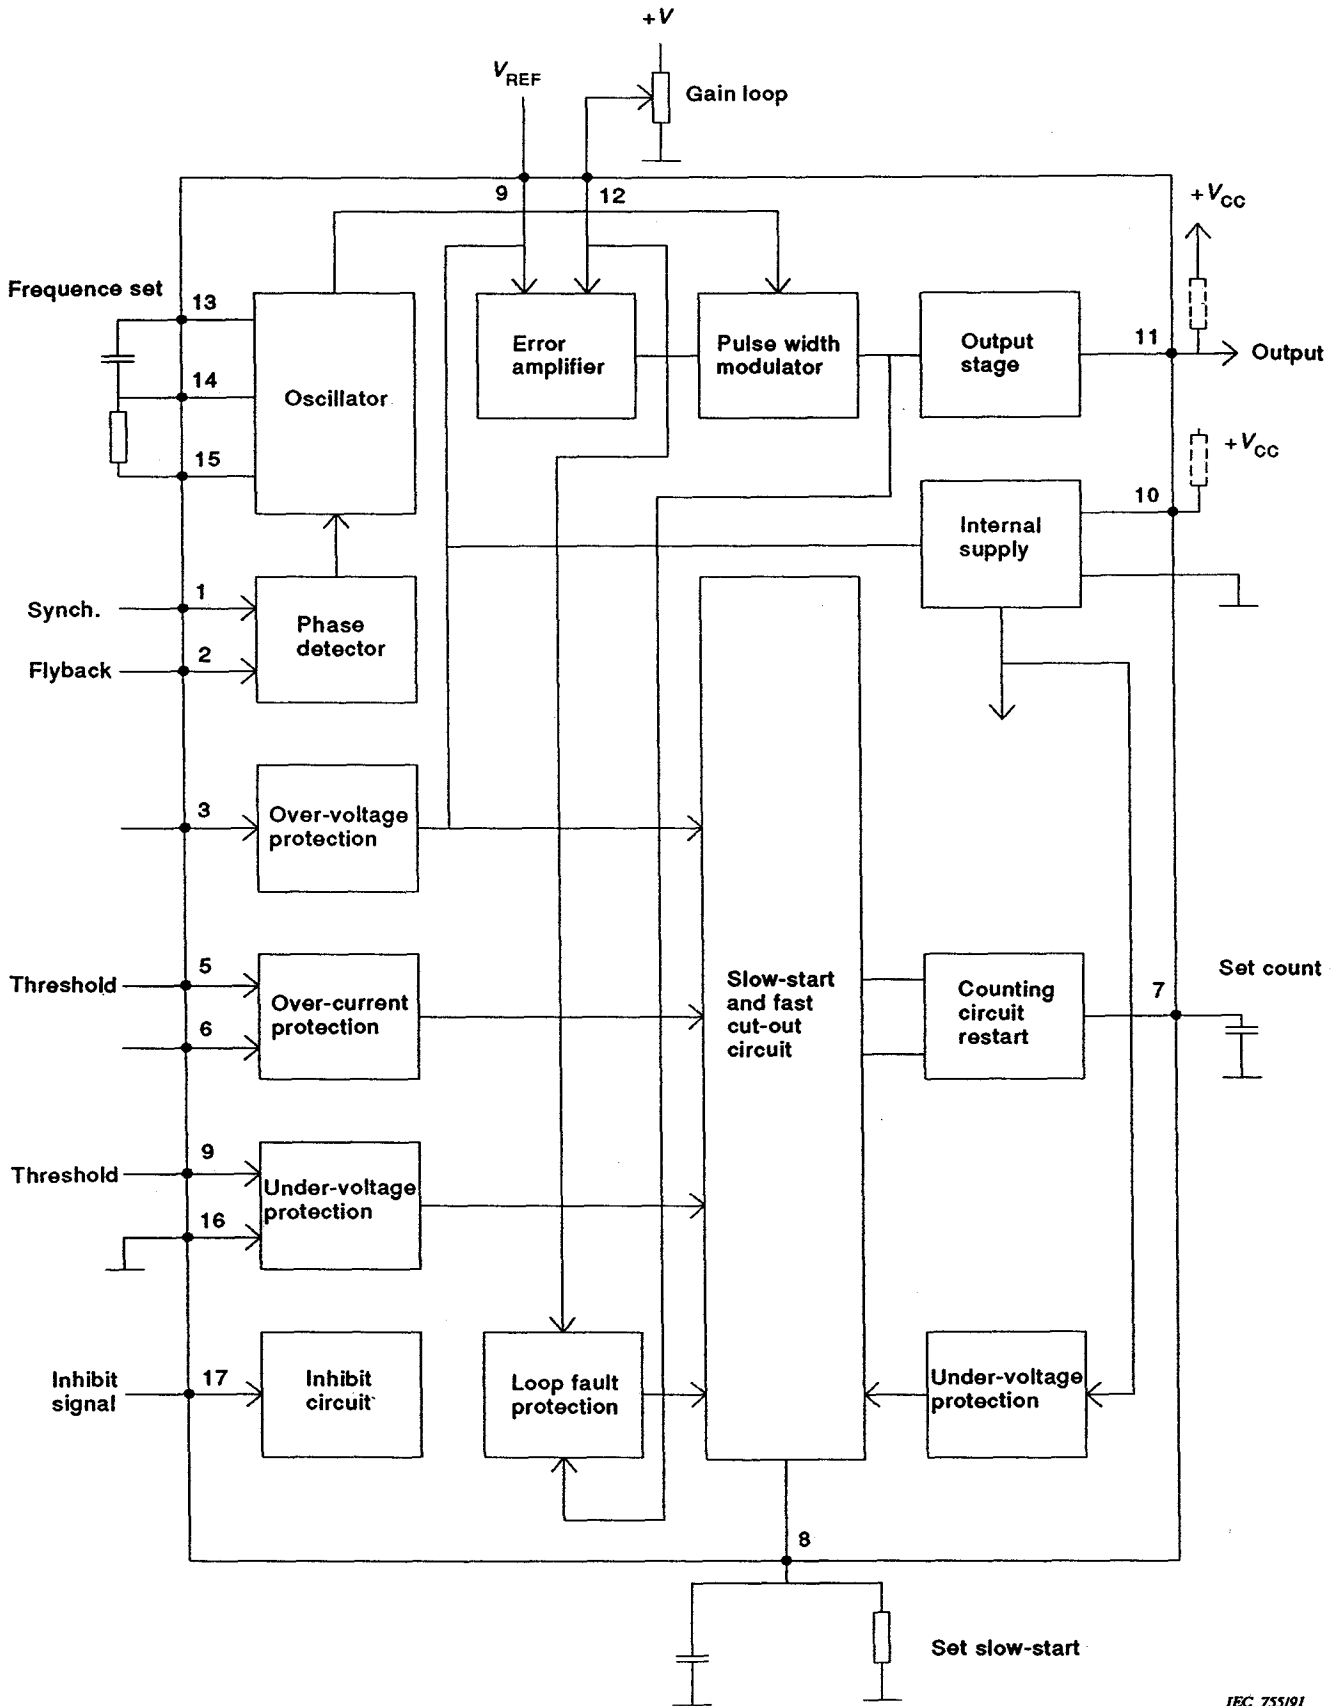 +V
V REF
Gain loop
9
12
+V CC
Frequence set
13
14
15
Oscillator
Error
amplifier
Pulse width
modulator
Output
stage
11
Output
+V CC
10
Internal
supply
Synch.
1
Flyback
2
Phase
detector
3
Over-voltage
protection
Threshold
5
6
Over-current
protection
Slow-start
and fast
cut-out
circuit
Counting
circuit
restart
7
Set count
Threshold
9
16
Under-voltage
protection
Inhibit
signal
17
Inhibit
circuit
Loop fault
protection
Under-voltage
protection
8
Set slow-start
IEC 755/91